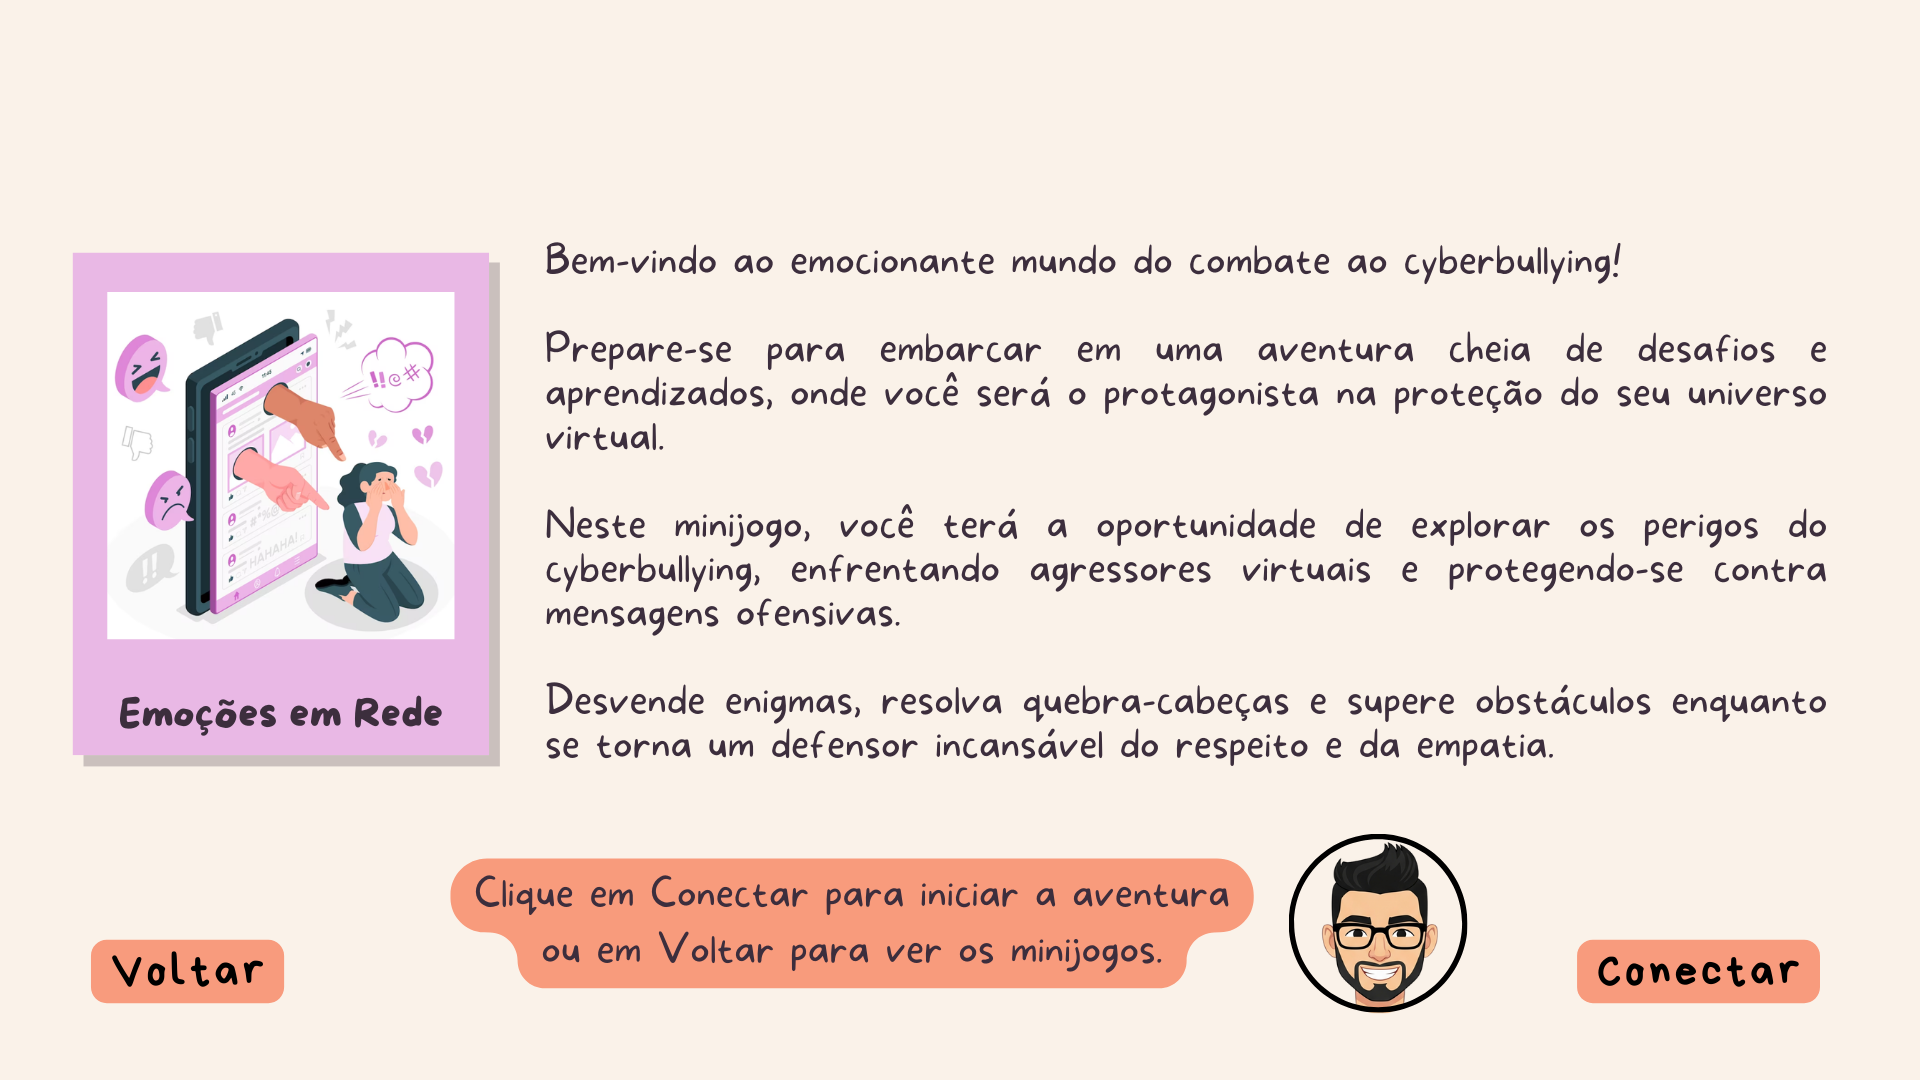 Bem-vindo ao emocionante mundo do combate ao cyberbullying!
Prepare-se para embarcar em uma aventura cheia de desafios e
aprendizados, onde você será o protagonista na proteção do seu universo
virtual.
Neste minijogo, você terá a oportunidade de explorar os perigos do
cyberbullying, enfrentando agressores virtuais e protegendo-se contra
mensagens ofensivas.
Desvende enigmas, resolva quebra-cabeças e supere obstáculos enquanto
se torna um defensor incansável do respeito e da empatia.
!!@#
HAHAHA!
!!
Emoções em Rede
Clique em Conectar para iniciar a aventura
ou em Voltar para ver os minijogos.
Voltar
Conectar